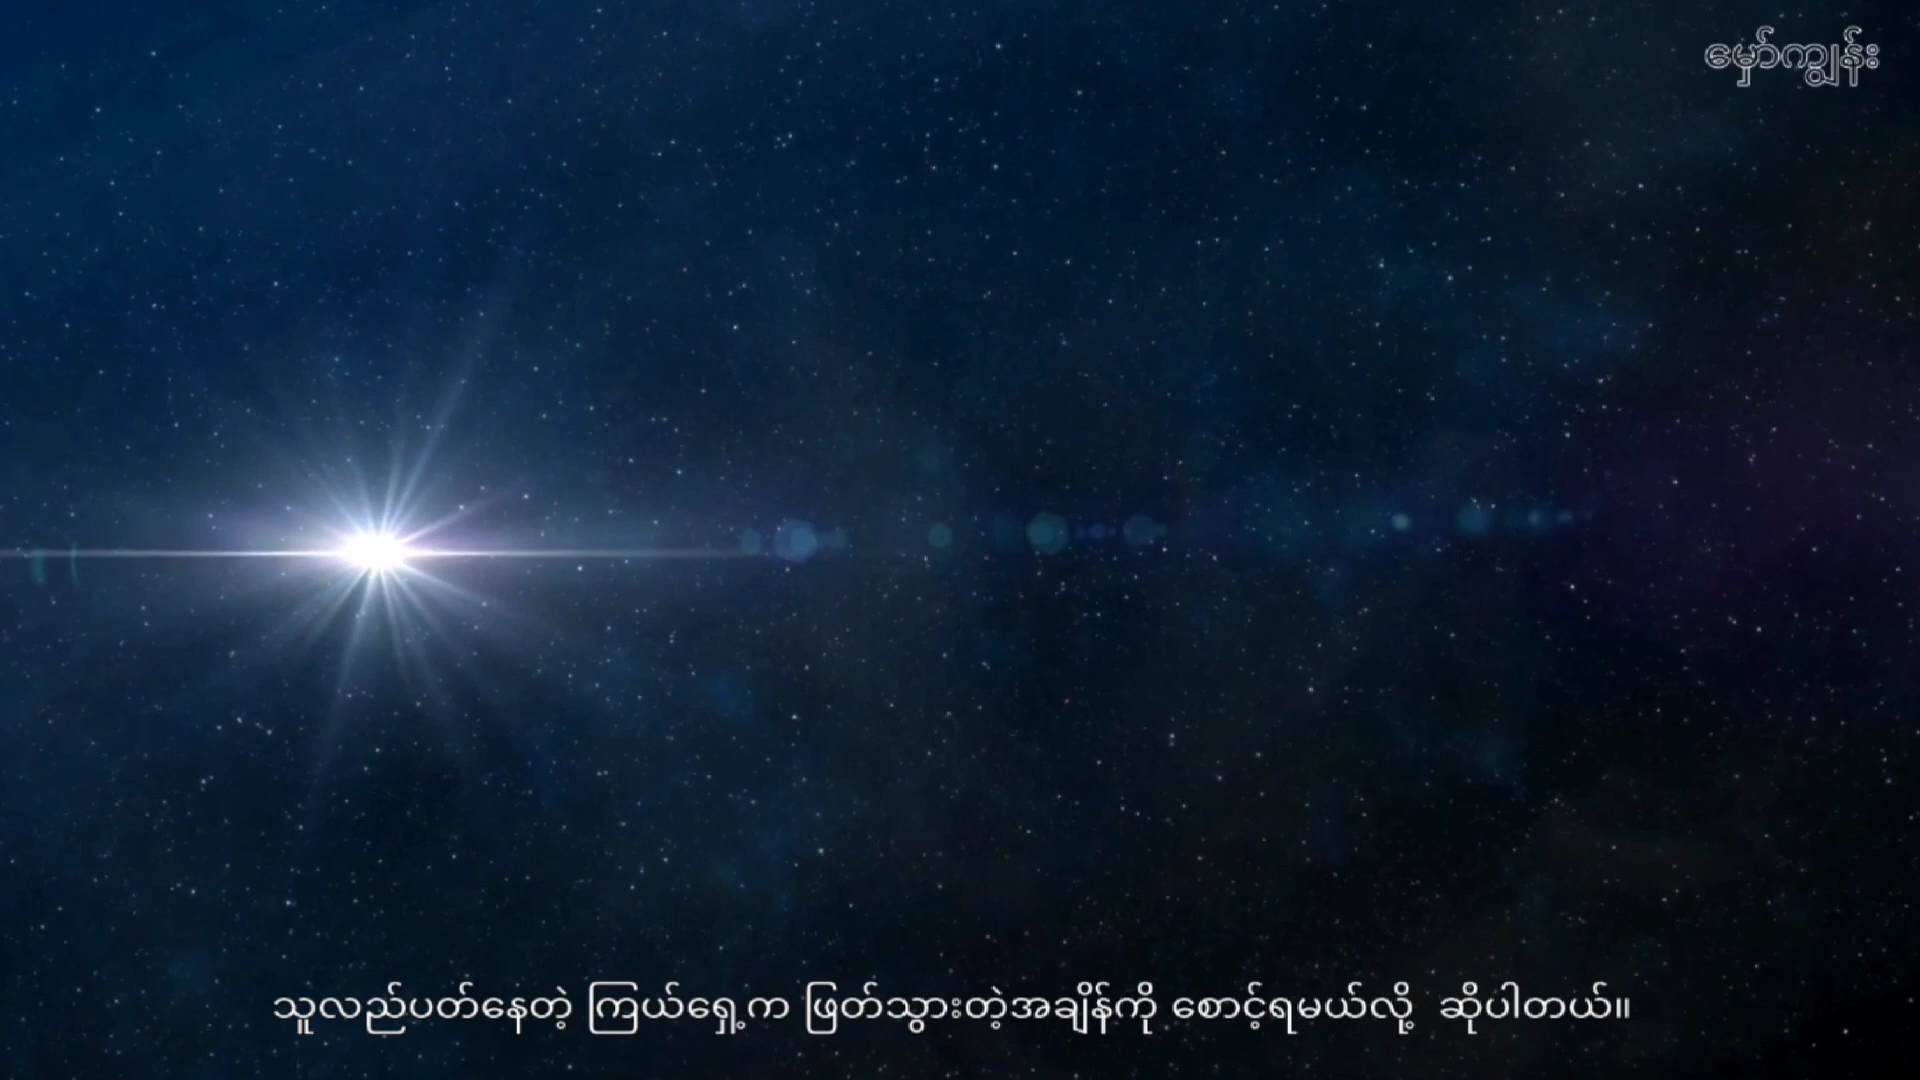 မှော်ကျွန်း
သူလည်ပတ်နေတဲ့ ကြယ်ရှေ့က ဖြတ်သွားတဲ့အချိန်ကို စောင့်ရမယ်လို့ ဆိုပါတယ်။